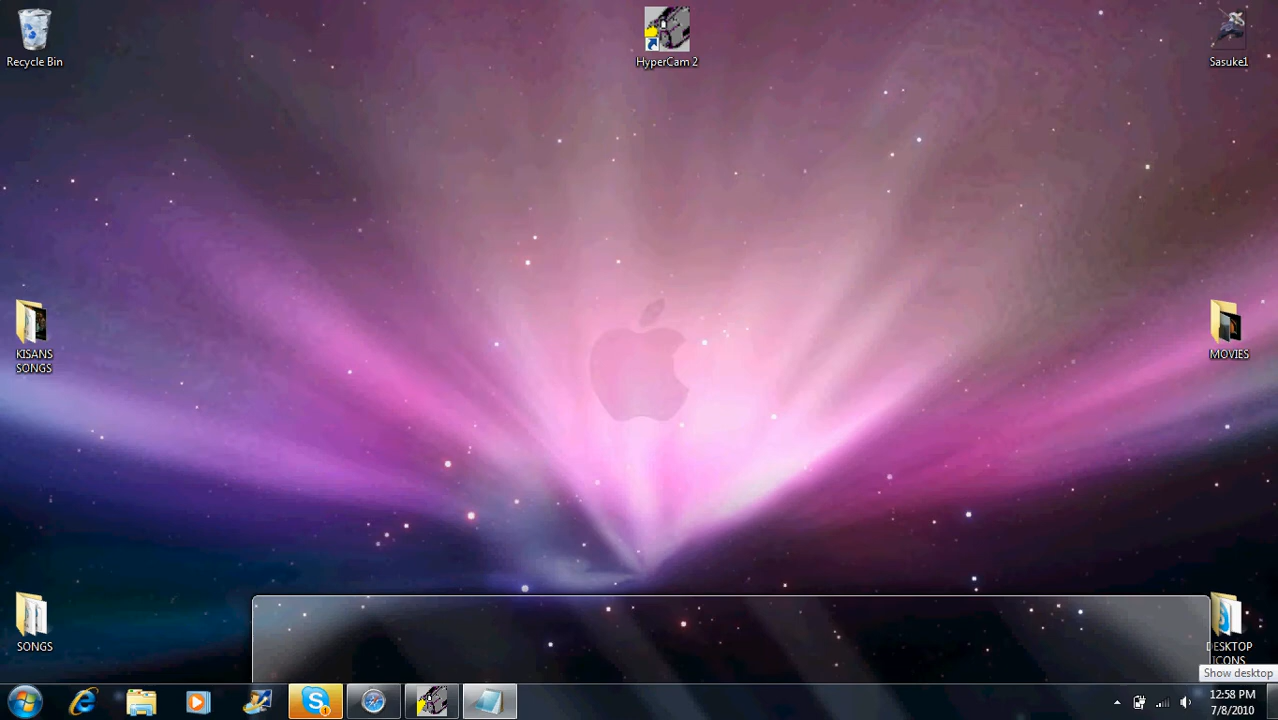 Recycle Bin
HyperCam 2
Sasuke1
KISANS
SONGS
MOVIES
SONGS
DESKTOP
ICONS
Show desktop
S
1
12:58 PM
7/8/2010